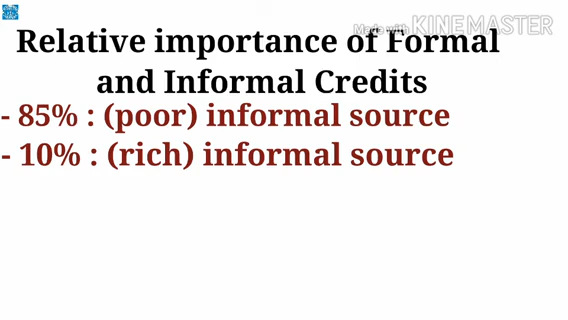 Made with KINEMASTER
Relative importance of Formal
and Informal Credits
- 85% : (poor) informal source
- 10% : (rich) informal source